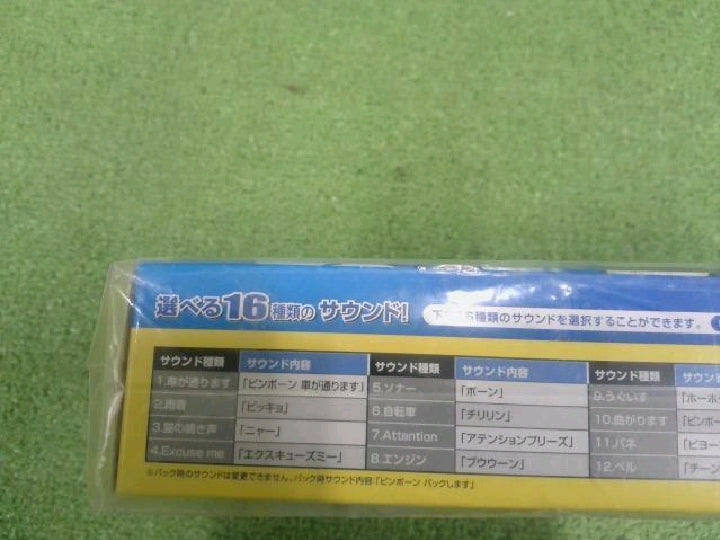 選べる16種類のサウンド!
種類のサウンドを選択することができます。
サウンド種類 サウンド内容 サウンド種類 サウンド内容 サウンド種類
1.車が通ります 「ピンポーン 車が通ります」 5.ソナー 「ポーン」 9.うぐいす
「ピッキョ」 6.自転車 「チリリン」 10.曲がります
「ニャー」 7.Attention 「アテンションプリーズ」 11.バネ
4.Excuse me 「エクスキューズミー」 8.エンジン 「ブウウーン」 12.ベル
※バック時のサウンドは変更できません。バック時サウンド内容:「ピンポーン バックします」